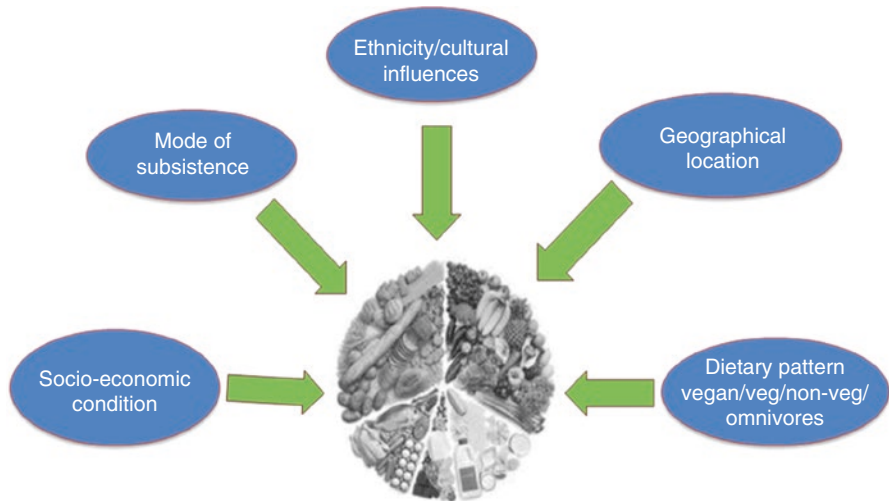 Ethnicity/cultural
influences
Mode of
subsistence
Geographical
location
Socio-economic
condition
Dietary pattern
vegan/veg/non-veg/
omnivores